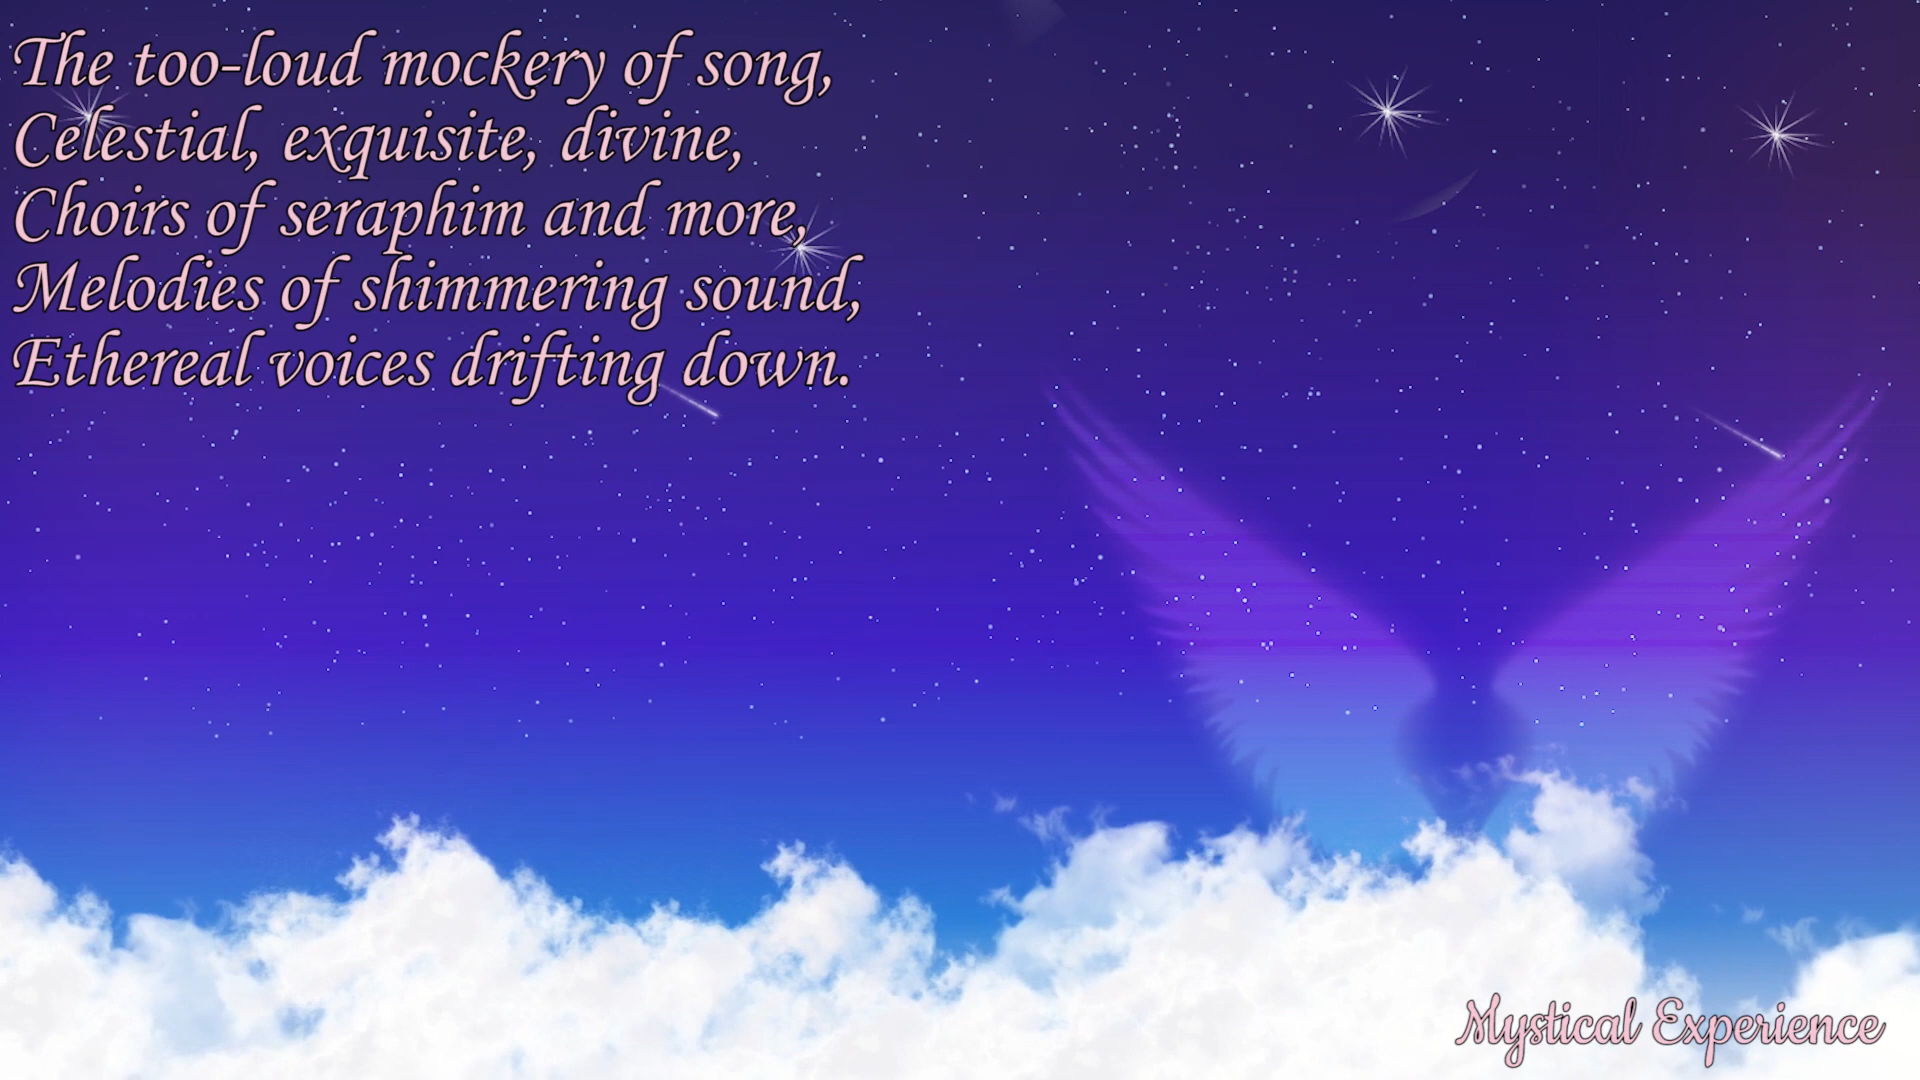 The too-loud mockery of song,
Celestial, exquisite, divine,
Choirs of seraphim and more,
Melodies of shimmering sound,
Ethereal voices drifting down.
Mystical Experience